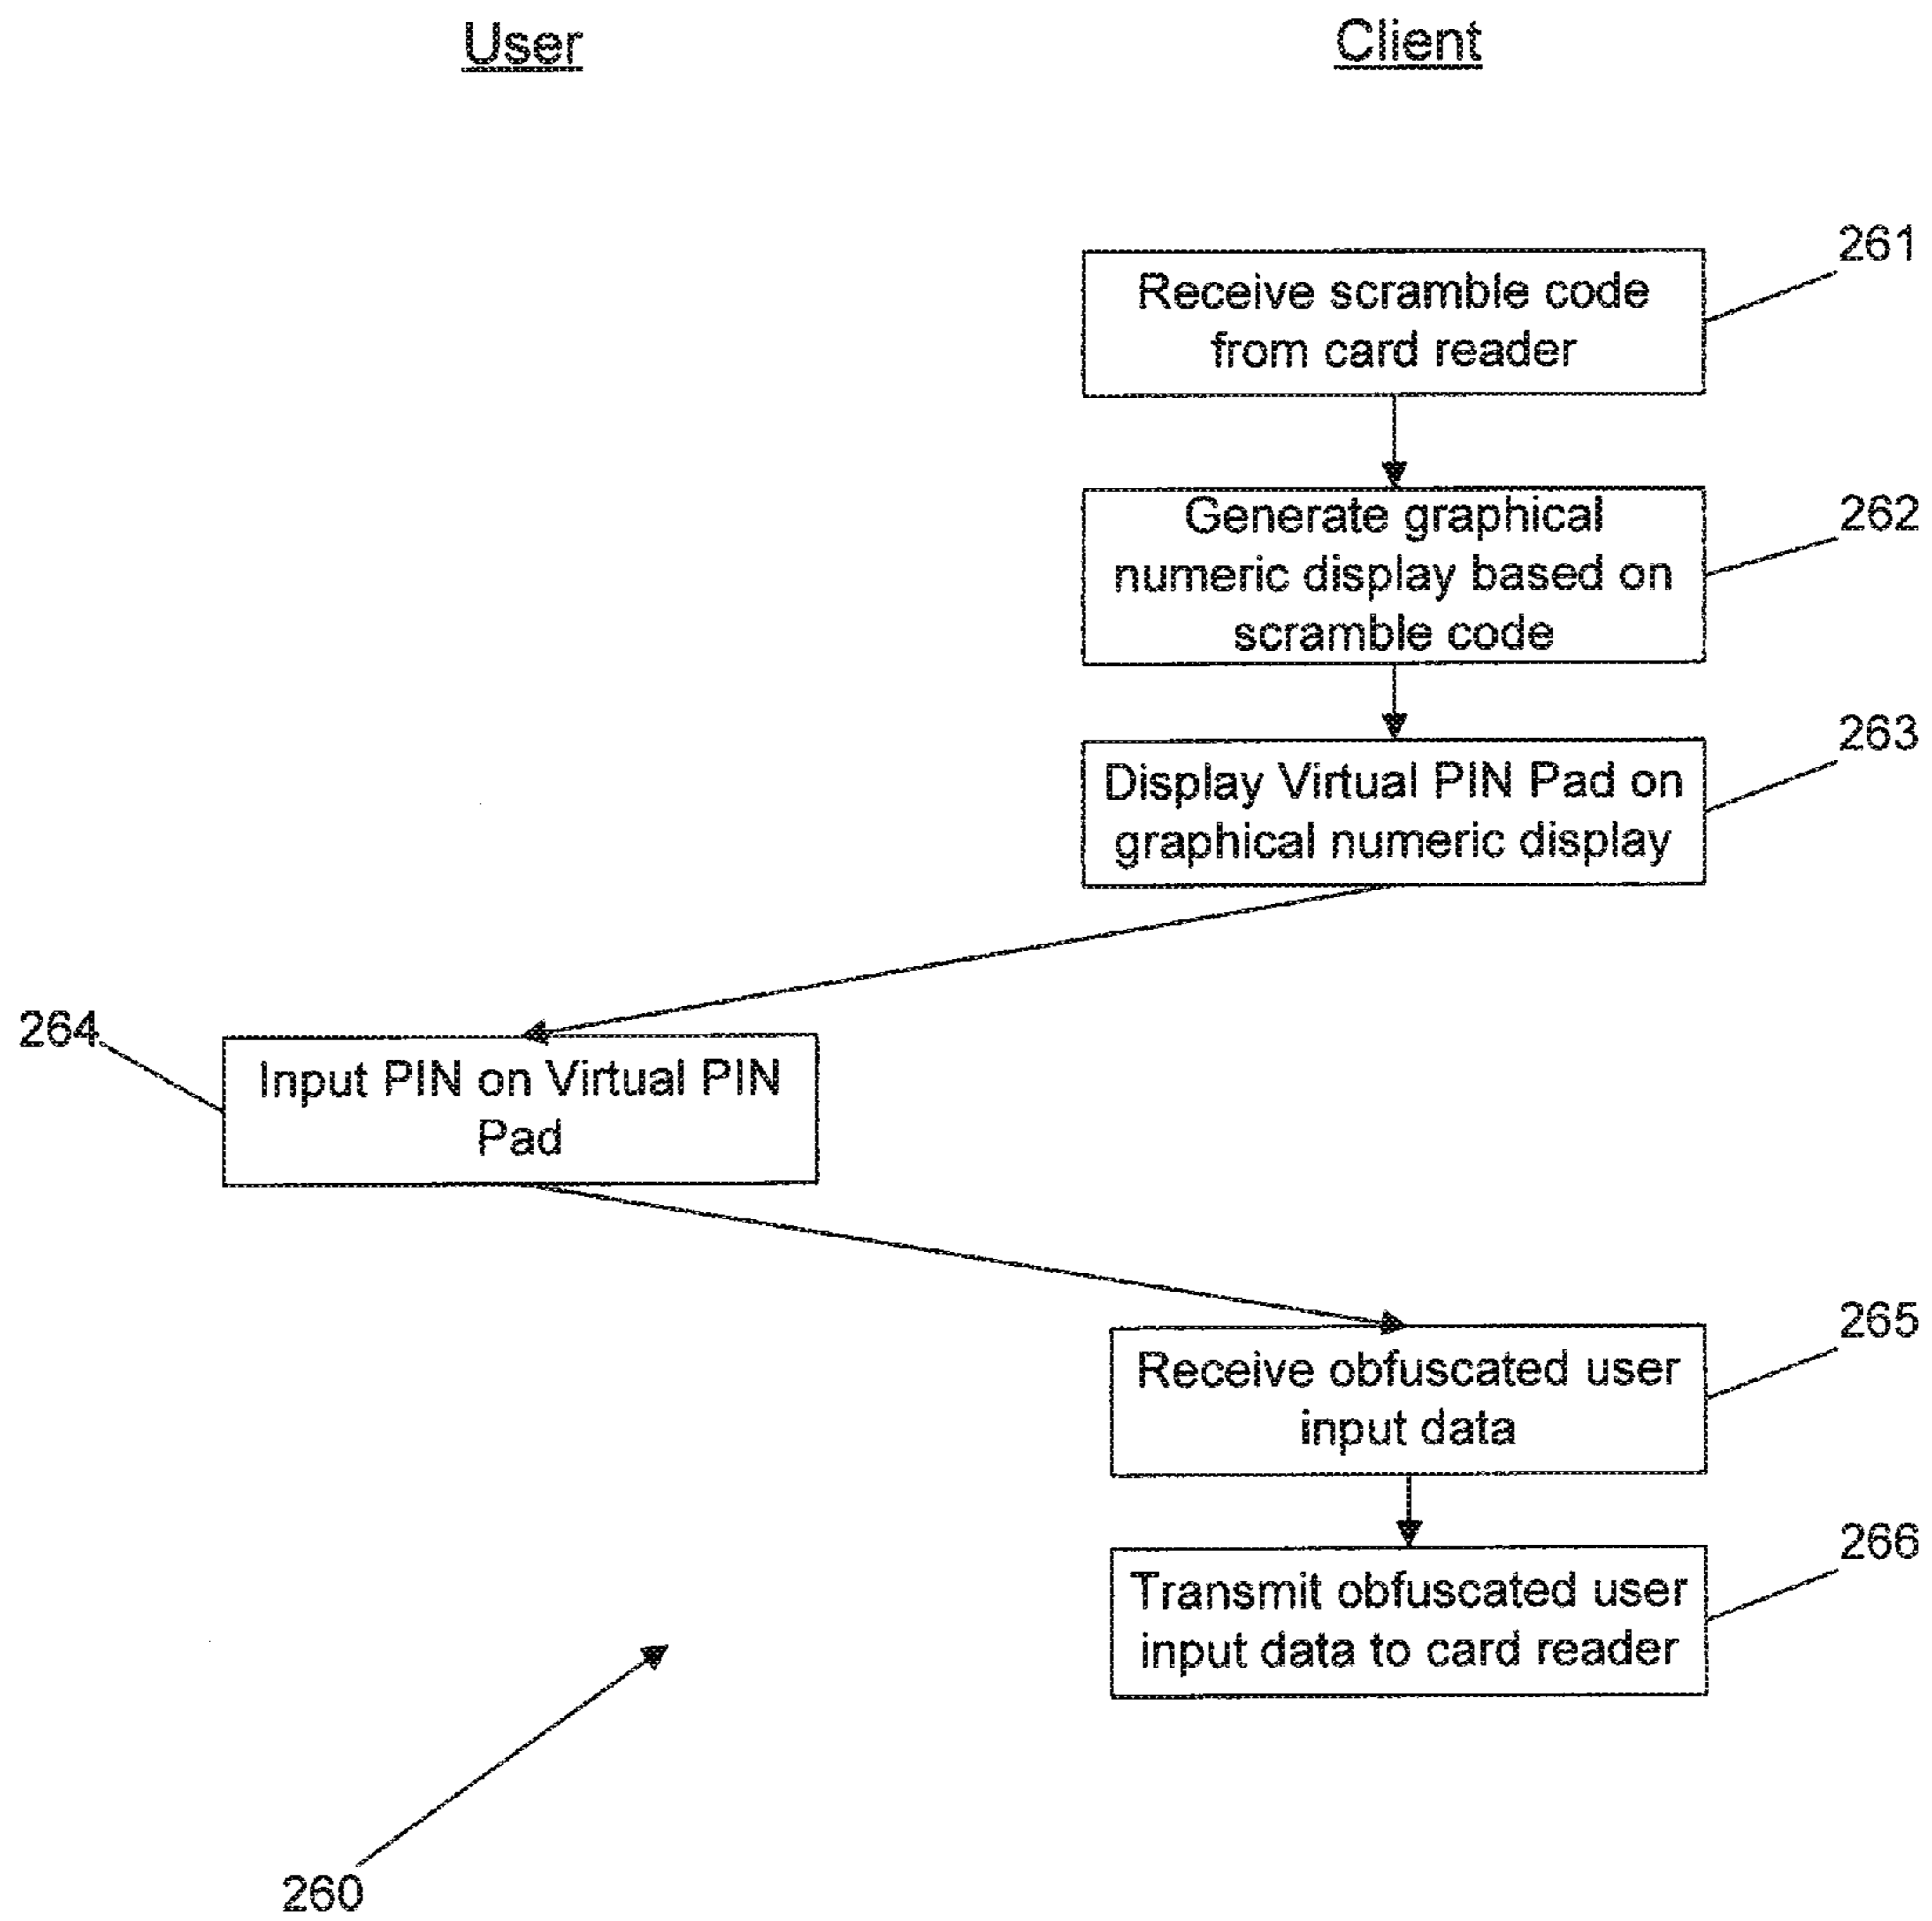 User
Client
261
Receive scramble code
from card reader
262
Generate graphical
numeric display based on
scramble code
263
Display Virtual PIN Pad on
graphical numeric display
264
Input PIN on Virtual PIN
Pad
265
Receive obfuscated user
input data
266
Transmit obfuscated user
input data to card reader
260